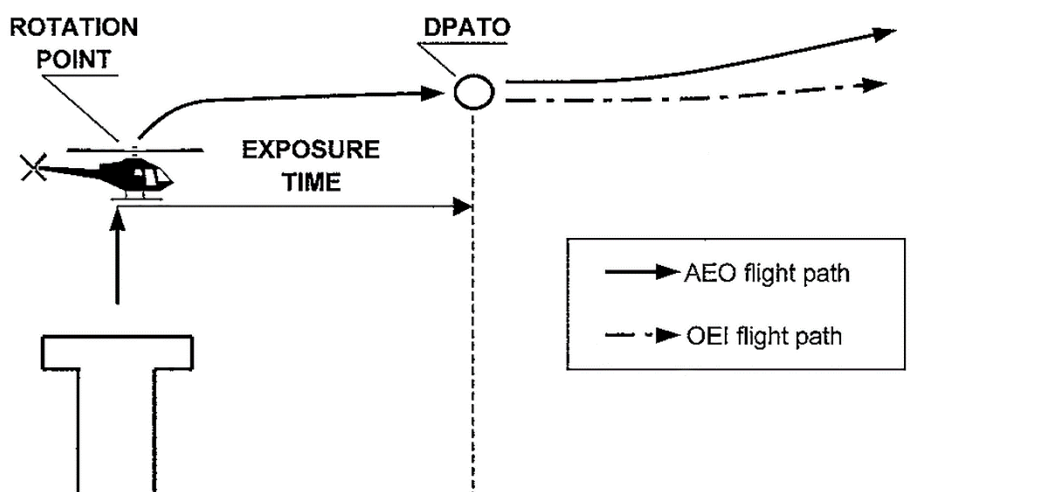 ROTATION
POINT
DPATO
EXPOSURE
TIME
AEO flight path
OEI flight path